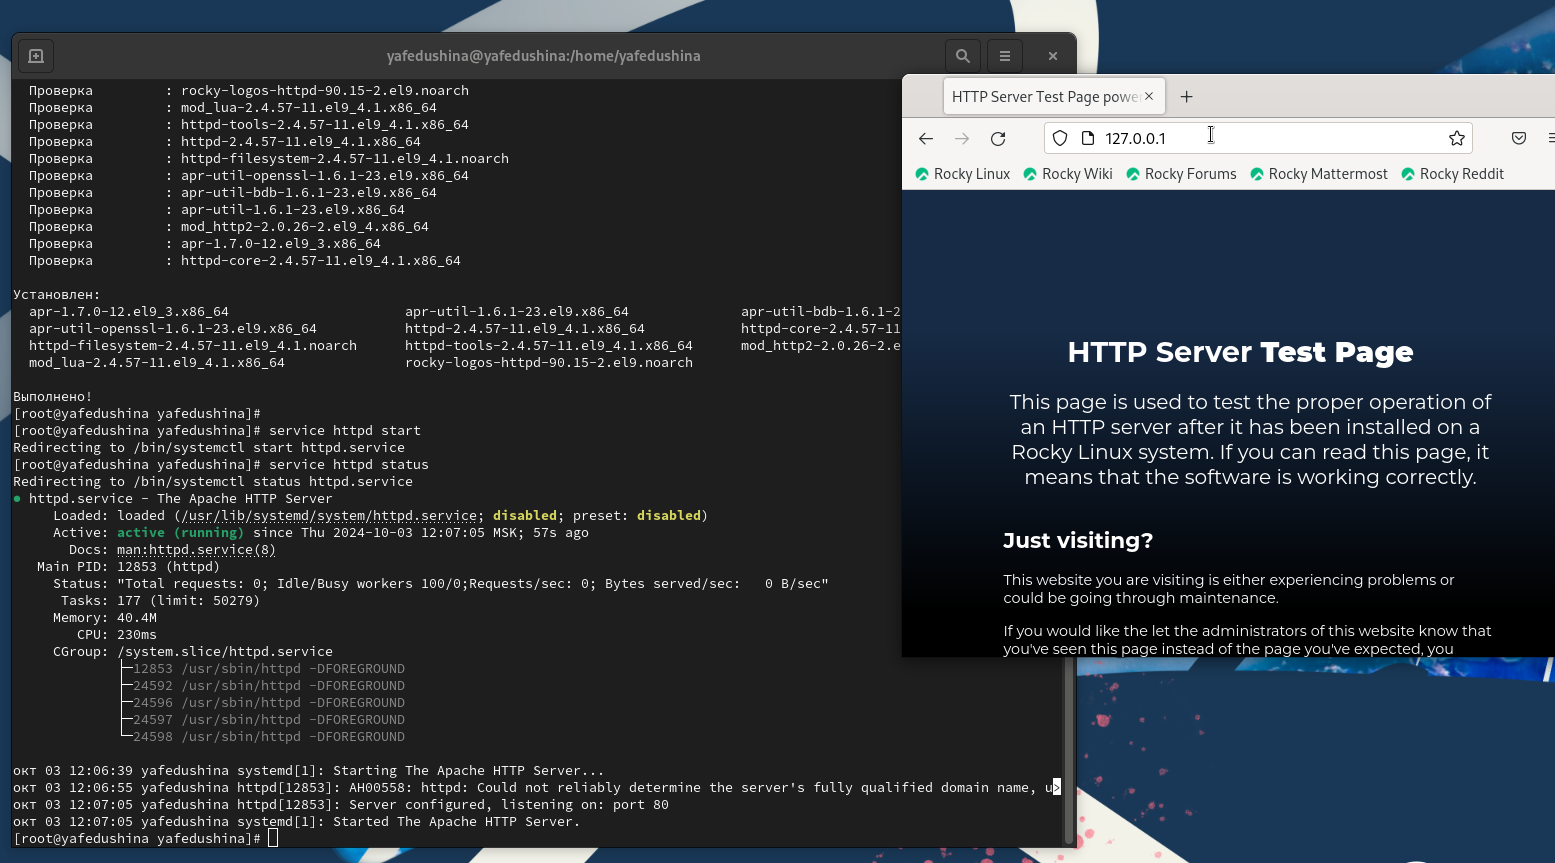 yafedushina@yafedushina:/home/yafedushina
Проверка : rocky-logos-httpd-90.15-2.el9.noarch
Проверка : mod_lua-2.4.57-11.el9_4.1.x86_64
Проверка : httpd-tools-2.4.57-11.el9_4.1.x86_64
Проверка : httpd-2.4.57-11.el9_4.1.x86_64
Проверка : httpd-filesystem-2.4.57-11.el9_4.1.noarch
Проверка : apr-util-openssl-1.6.1-23.el9.x86_64
Проверка : apr-util-bdb-1.6.1-23.el9.x86_64
Проверка : apr-util-1.6.1-23.el9.x86_64
Проверка : mod_http2-2.0.26-2.el9_4.x86_64
Проверка : apr-1.7.0-12.el9_3.x86_64
Проверка : httpd-core-2.4.57-11.el9_4.1.x86_64
Установлен:
apr-1.7.0-12.el9_3.x86_64 apr-util-1.6.1-23.el9.x86_64 apr-util-bdb-1.6.1-2
apr-util-openssl-1.6.1-23.el9.x86_64 httpd-2.4.57-11.el9_4.1.x86_64 httpd-core-2.4.57-11
httpd-filesystem-2.4.57-11.el9_4.1.noarch httpd-tools-2.4.57-11.el9_4.1.x86_64 mod_http2-2.0.26-2.e
mod_lua-2.4.57-11.el9_4.1.x86_64 rocky-logos-httpd-90.15-2.el9.noarch
Выполнено!
[root@yafedushina yafedushina]#
[root@yafedushina yafedushina]# service httpd start
Redirecting to /bin/systemctl start httpd.service
[root@yafedushina yafedushina]# service httpd status
Redirecting to /bin/systemctl status httpd.service
● httpd.service - The Apache HTTP Server
Loaded: loaded (/usr/lib/systemd/system/httpd.service; disabled; preset: disabled)
Active: active (running) since Thu 2024-10-03 12:07:05 MSK; 57s ago
Docs: man:httpd.service(8)
Main PID: 12853 (httpd)
Status: "Total requests: 0; Idle/Busy workers 100/0;Requests/sec: 0; Bytes served/sec:   0 B/sec"
Tasks: 177 (limit: 50279)
Memory: 40.4M
CPU: 230ms
CGroup: /system.slice/httpd.service
├─12853 /usr/sbin/httpd -DFOREGROUND
├─24592 /usr/sbin/httpd -DFOREGROUND
├─24596 /usr/sbin/httpd -DFOREGROUND
├─24597 /usr/sbin/httpd -DFOREGROUND
└─24598 /usr/sbin/httpd -DFOREGROUND
окт 03 12:06:39 yafedushina systemd[1]: Starting The Apache HTTP Server...
окт 03 12:06:55 yafedushina httpd[12853]: AH00558: httpd: Could not reliably determine the server's fully qualified domain name, u>
окт 03 12:07:05 yafedushina httpd[12853]: Server configured, listening on: port 80
окт 03 12:07:05 yafedushina systemd[1]: Started The Apache HTTP Server.
[root@yafedushina yafedushina]#
HTTP Server Test Page powe
127.0.0.1
Rocky Linux Rocky Wiki Rocky Forums Rocky Mattermost Rocky Reddit
HTTP Server Test Page
This page is used to test the proper operation of
an HTTP server after it has been installed on a
Rocky Linux system. If you can read this page, it
means that the software is working correctly.
Just visiting?
This website you are visiting is either experiencing problems or
could be going through maintenance.
If you would like the let the administrators of this website know that
you've seen this page instead of the page you've expected, you